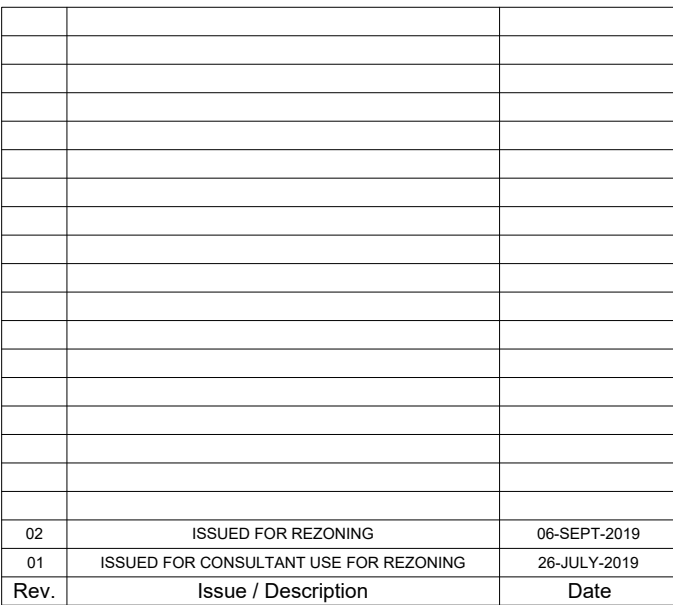 02 ISSUED FOR REZONING 06-SEPT-2019
01 ISSUED FOR CONSULTANT USE FOR REZONING 26-JULY-2019
Rev. Issue / Description Date